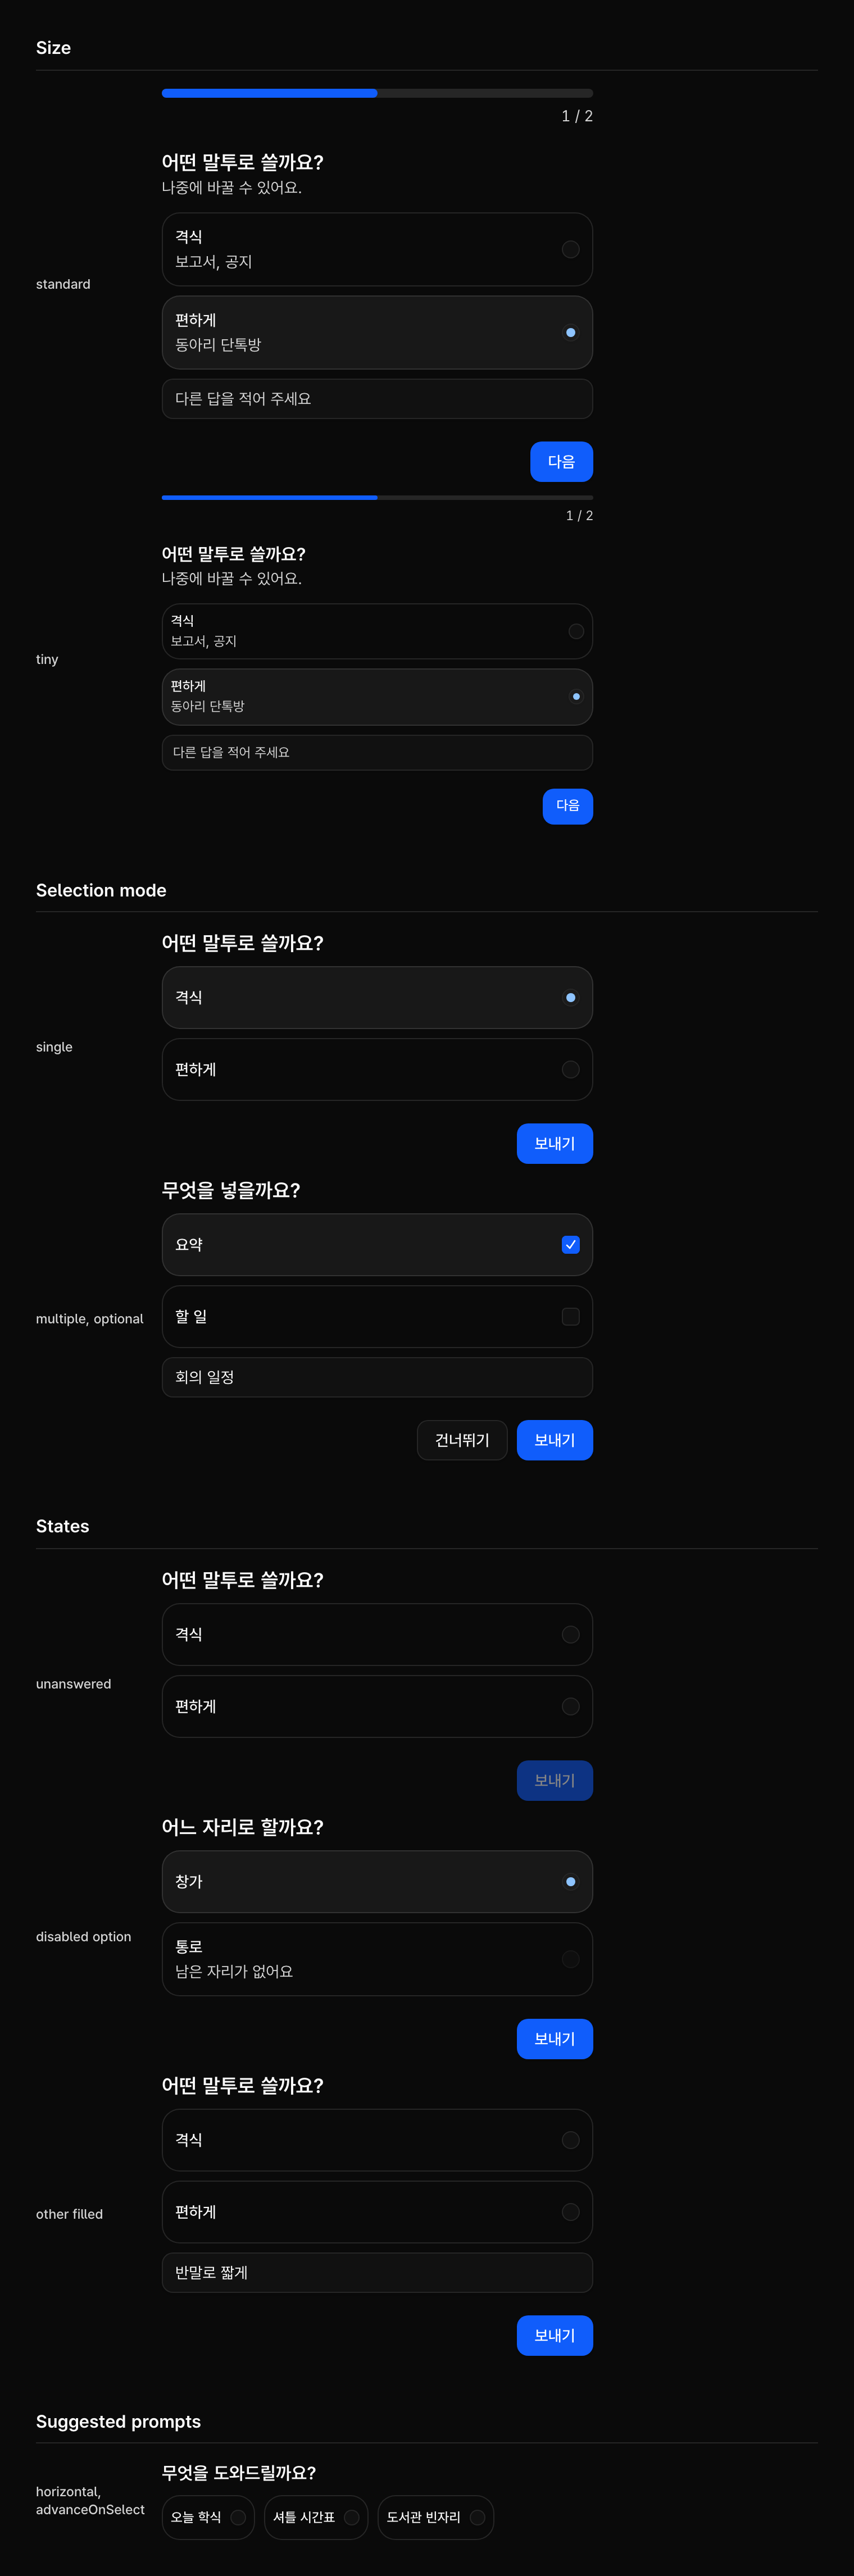 Size
standard
1 / 2
어떤 말투로 쓸까요?
나중에 바꿀 수 있어요.
격식
보고서, 공지
편하게
동아리 단톡방
다른 답을 적어 주세요
다음
tiny
1 / 2
어떤 말투로 쓸까요?
나중에 바꿀 수 있어요.
격식
보고서, 공지
편하게
동아리 단톡방
다른 답을 적어 주세요
다음
Selection mode
single
어떤 말투로 쓸까요?
격식
편하게
보내기
multiple, optional
무엇을 넣을까요?
요약
할 일
회의 일정
건너뛰기 보내기
States
unanswered
어떤 말투로 쓸까요?
격식
편하게
보내기
disabled option
어느 자리로 할까요?
창가
통로
남은 자리가 없어요
보내기
other filled
어떤 말투로 쓸까요?
격식
편하게
반말로 짧게
보내기
Suggested prompts
horizontal,
advanceOnSelect
무엇을 도와드릴까요?
오늘 학식 셔틀 시간표 도서관 빈자리